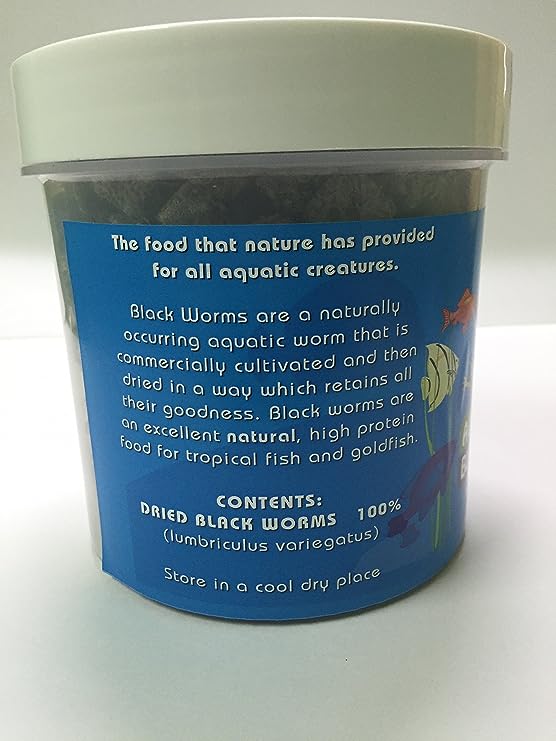 The food that nature has provided
for all aquatic creatures.
Black Worms are a naturally
occurring aquatic worm that is
commercially cultivated and then
dried in a way which retains all
their goodness. Black worms are
an excellent natural, high protein
food for tropical fish and goldfish.
CONTENTS:
DRIED BLACK WORMS 100%
(lumbriculus variegatus)
Store in a cool dry place